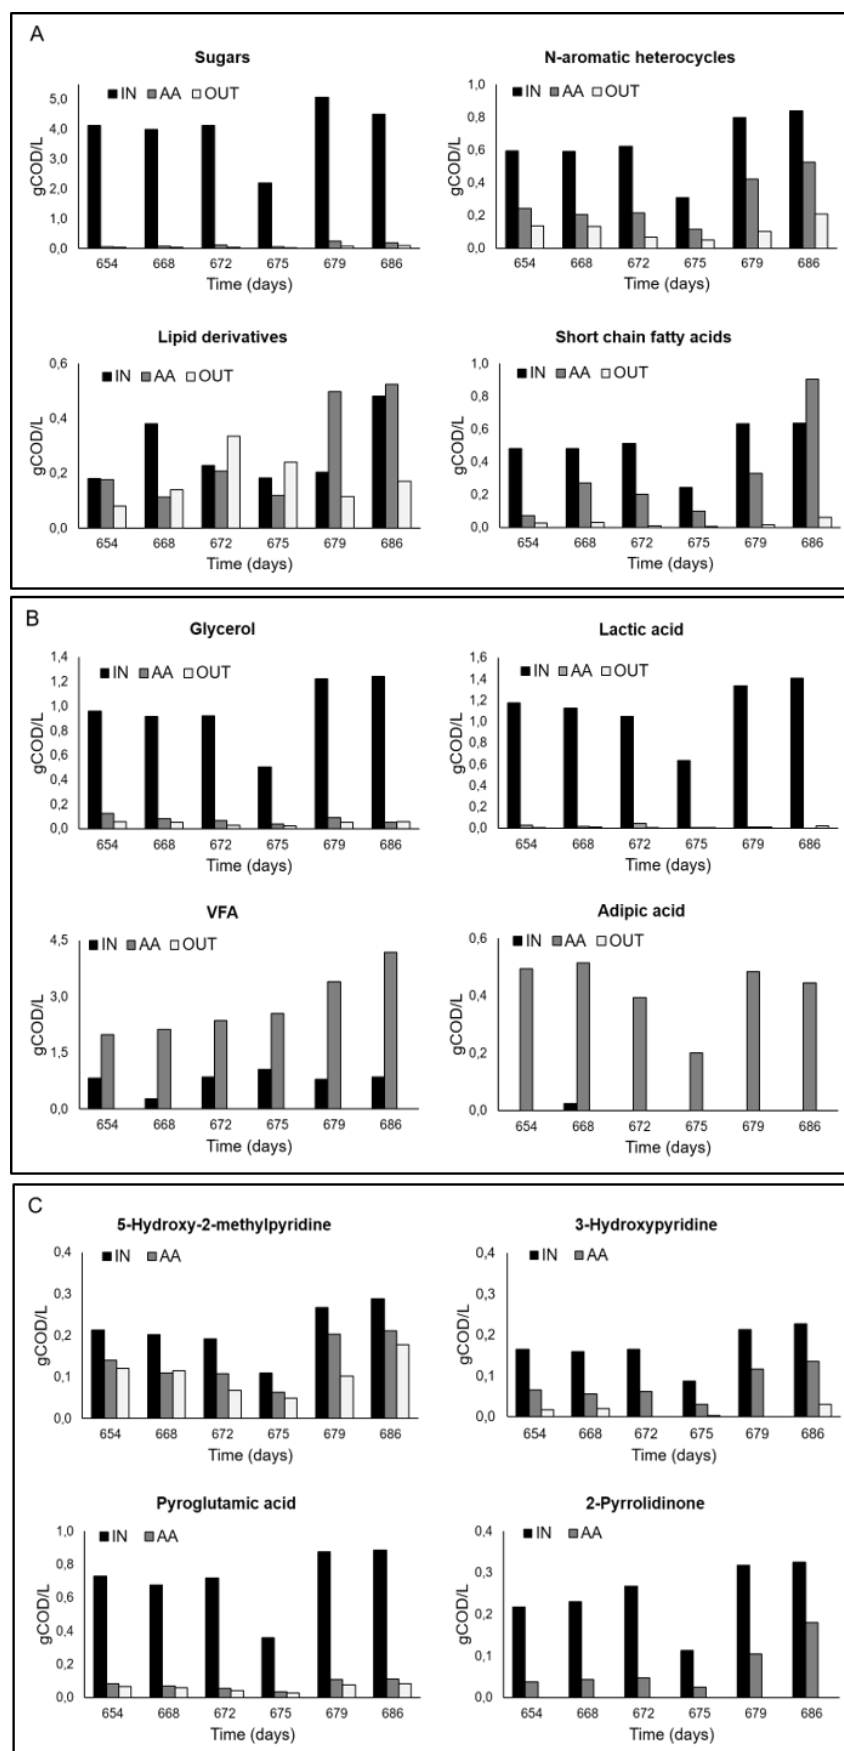 A
Sugars
IN AA OUT
gCOD/L
5,0
4,0
3,0
2,0
1,0
0,0
654 668 672 675 679 686
Time (days)
N-aromatic heterocycles
IN AA OUT
gCOD/L
1,0
0,8
0,6
0,4
0,2
0,0
654 668 672 675 679 686
Time (days)
Lipid derivatives
IN AA OUT
gCOD/L
0,6
0,4
0,2
0,0
654 668 672 675 679 686
Time (days)
Short chain fatty acids
IN AA OUT
gCOD/L
1,0
0,8
0,6
0,4
0,2
0,0
654 668 672 675 679 686
Time (days)
B
Glycerol
IN AA OUT
gCOD/L
1,4
1,2
1,0
0,8
0,6
0,4
0,2
0,0
654 668 672 675 679 686
Time (days)
Lactic acid
IN AA OUT
gCOD/L
1,6
1,4
1,2
1,0
0,8
0,6
0,4
0,2
0,0
654 668 672 675 679 686
Time (days)
VFA
IN AA OUT
gCOD/L
4,5
3,0
1,5
0,0
654 668 672 675 679 686
Time (days)
Adipic acid
IN AA OUT
gCOD/L
0,6
0,4
0,2
0,0
654 668 672 675 679 686
Time (days)
C
5-Hydroxy-2-methylpyridine
IN AA
gCOD/L
0,4
0,3
0,2
0,1
0,0
654 668 672 675 679 686
Time (days)
3-Hydroxypyridine
IN AA
gCOD/L
0,4
0,3
0,2
0,1
0,0
654 668 672 675 679 686
Time (days)
Pyroglutamic acid
IN AA
gCOD/L
1,0
0,8
0,6
0,4
0,2
0,0
654 668 672 675 679 686
Time (days)
2-Pyrrolidinone
IN AA
gCOD/L
0,4
0,3
0,2
0,1
0,0
654 668 672 675 679 686
Time (days)